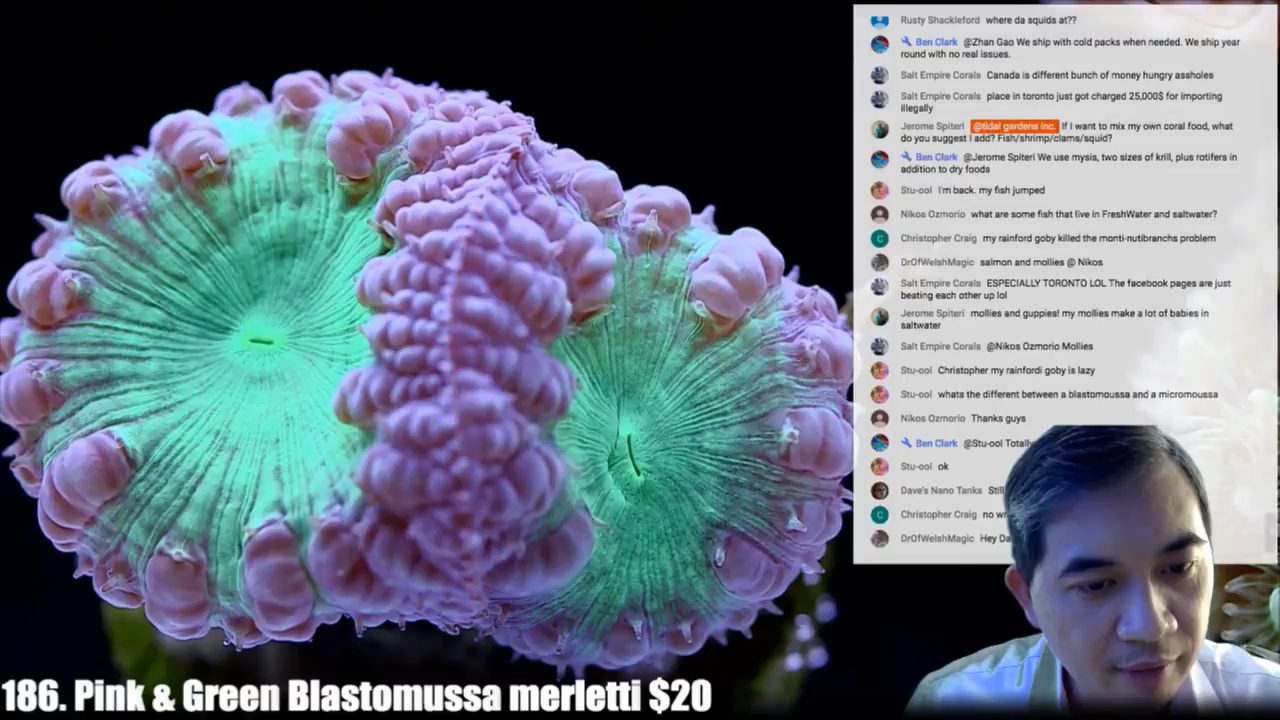 Rusty Shackleford where da squids at??
Ben Clark @Zhan Gao We ship with cold packs when needed. We ship year
round with no real issues.
Salt Empire Corals Canada is different bunch of money hungry assholes
Salt Empire Corals place in toronto just got charged 25,000$ for importing
illegally
Jerome Spiteri @tidal gardens inc. If I want to mix my own coral food, what
do you suggest I add? Fish/shrimp/clams/squid?
Ben Clark @Jerome Spiteri We use mysis, two sizes of krill, plus rotifers in
addition to dry foods
Stu-ool I'm back. my fish jumped
Nikos Ozmorio what are some fish that live in FreshWater and saltwater?
C Christopher Craig my rainford goby killed the monti-nutibranchs problem
DrOfWelshMagic salmon and mollies @ Nikos
Salt Empire Corals ESPECIALLY TORONTO LOL The facebook pages are just
beating each other up lol
Jerome Spiteri mollies and guppies! my mollies make a lot of babies in
saltwater
Salt Empire Corals @Nikos Ozmorio Mollies
Stu-ool Christopher my rainfordi goby is lazy
Stu-ool whats the different between a blastomoussa and a micromoussa
Nikos Ozmorio Thanks guys
Ben Clark @Stu-ool Totally
Stu-ool ok
Dave's Nano Tanks Still
C Christopher Craig no
DrOfWelshMagic Hey
186. Pink & Green Blastomussa merletti $20